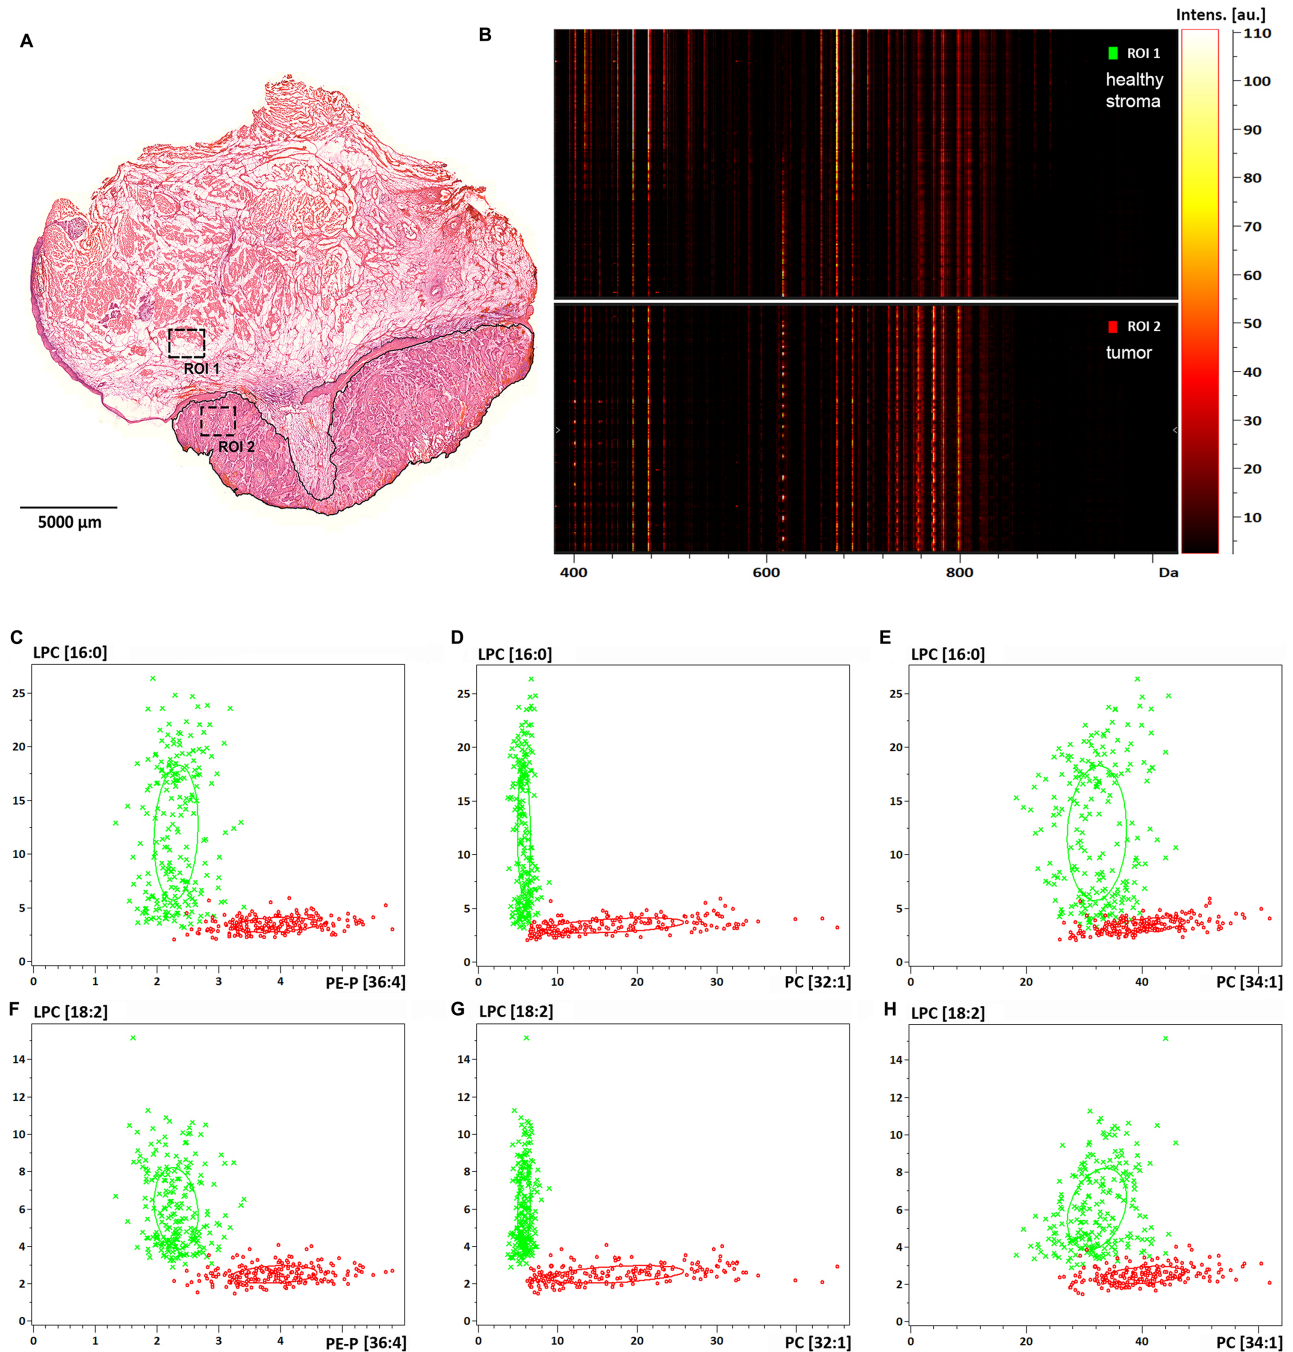 A
ROI 1
ROI 2
5000 µm
B
Intens. [au.]
ROI 1
healthy
stroma
ROI 2
tumor
110
100
90
80
70
60
50
40
30
20
10
400 600 800 Da
C
LPC [16:0]
25
20
15
10
5
0
0 1 2 3 4 PE-P [36:4]
D
LPC [16:0]
25
20
15
10
5
0
0 10 20 30 PC [32:1]
E
LPC [16:0]
25
20
15
10
5
0
0 20 40 PC [34:1]
F
LPC [18:2]
14
12
10
8
6
4
2
0
0 1 2 3 4 PE-P [36:4]
G
LPC [18:2]
14
12
10
8
6
4
2
0
0 10 20 30 PC [32:1]
H
LPC [18:2]
14
12
10
8
6
4
2
0
0 20 40 PC [34:1]